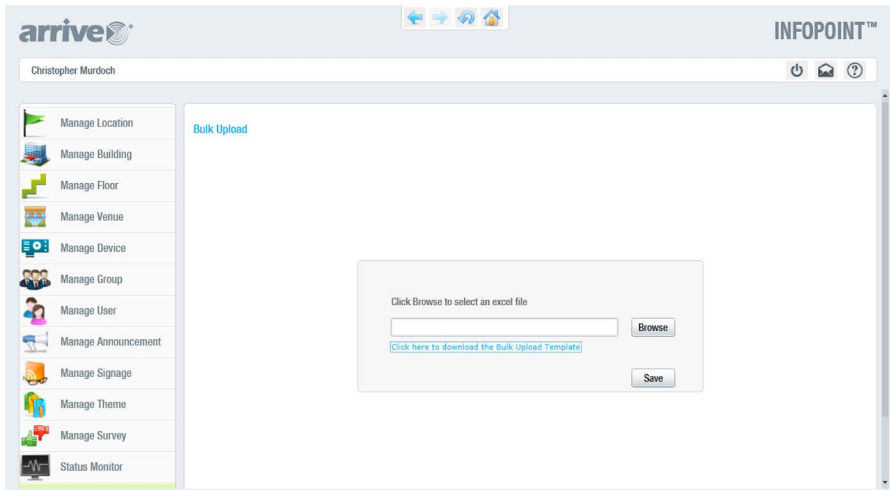 arrive
INFOPOINT™
Christopher Murdoch
Manage Location
Manage Building
Manage Floor
Manage Venue
Manage Device
Manage Group
Manage User
Manage Announcement
Manage Signage
Manage Theme
Manage Survey
Status Monitor
Bulk Upload
Click Browse to select an excel file
Browse
Click here to download the Bulk Upload Template
Save